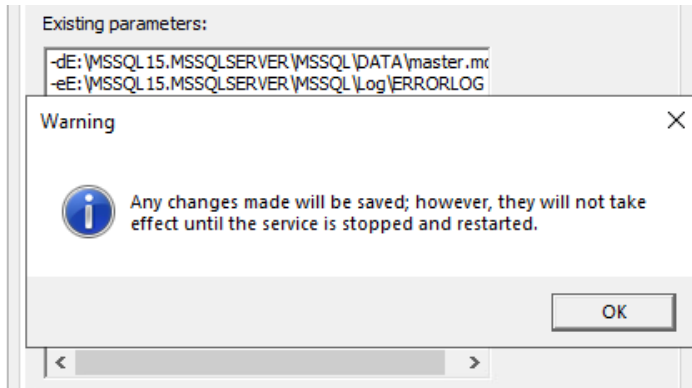 Existing parameters:
-dE:\MSSQL15.MSSQLSERVER\MSSQL\DATA\master.mc
-eE:\MSSQL15.MSSQLSERVER\MSSQL\Log\ERRORLOG
Warning
Any changes made will be saved; however, they will not take
effect until the service is stopped and restarted.
OK